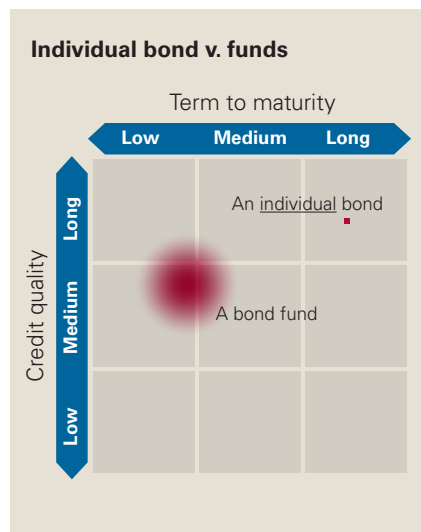 Individual bond v. funds
Term to maturity
Low Medium Long
An individual bond
A bond fund
Credit quality
Long
Medium
Low